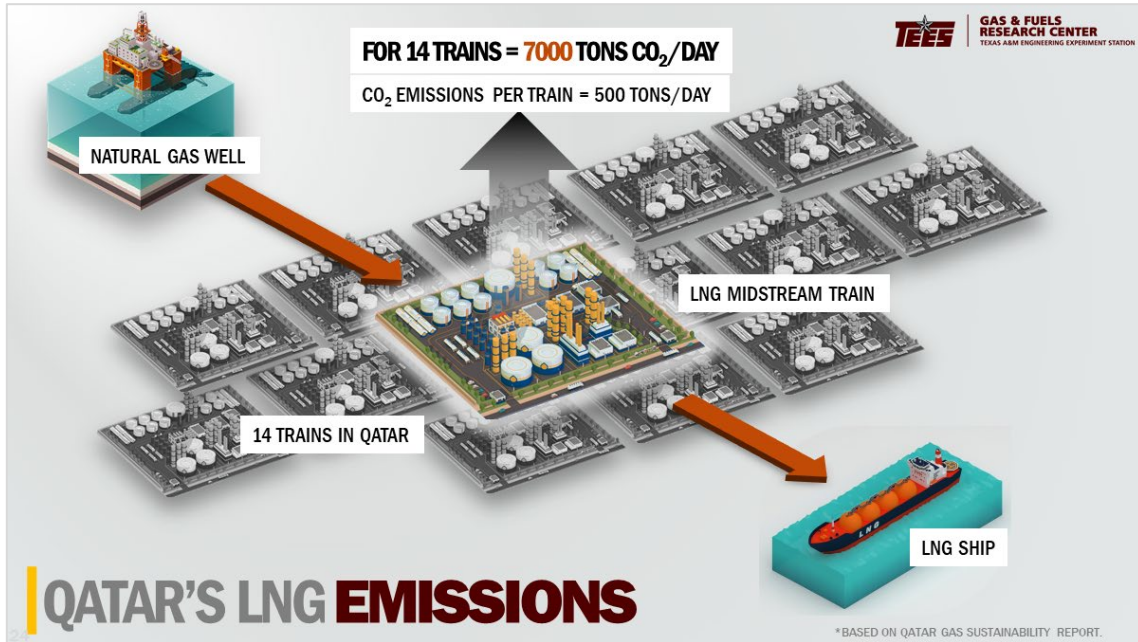 FOR 14 TRAINS = 7000 TONS CO₂/DAY
CO₂ EMISSIONS PER TRAIN = 500 TONS/DAY
TEES
GAS & FUELS
RESEARCH CENTER
TEXAS A&M ENGINEERING EXPERIMENT STATION
NATURAL GAS WELL
LNG MIDSTREAM TRAIN
14 TRAINS IN QATAR
LNG
LNG SHIP
QATAR'S LNG EMISSIONS
24
*BASED ON QATAR GAS SUSTAINABILITY REPORT.